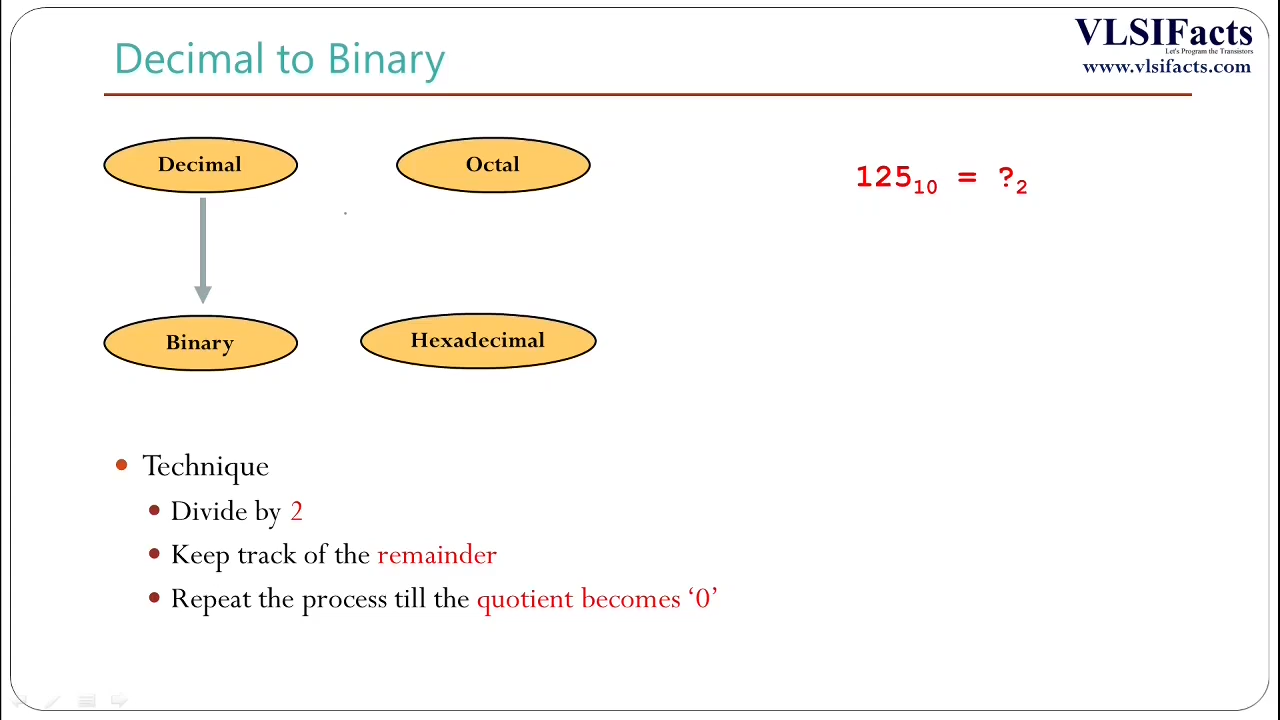 Decimal to Binary
VLSIFacts
Let's Program the Transistors
www.vlsifacts.com
Decimal
Octal
125₁₀ = ?₂
Binary
Hexadecimal
• Technique
• Divide by 2
• Keep track of the remainder
• Repeat the process till the quotient becomes ‘0’